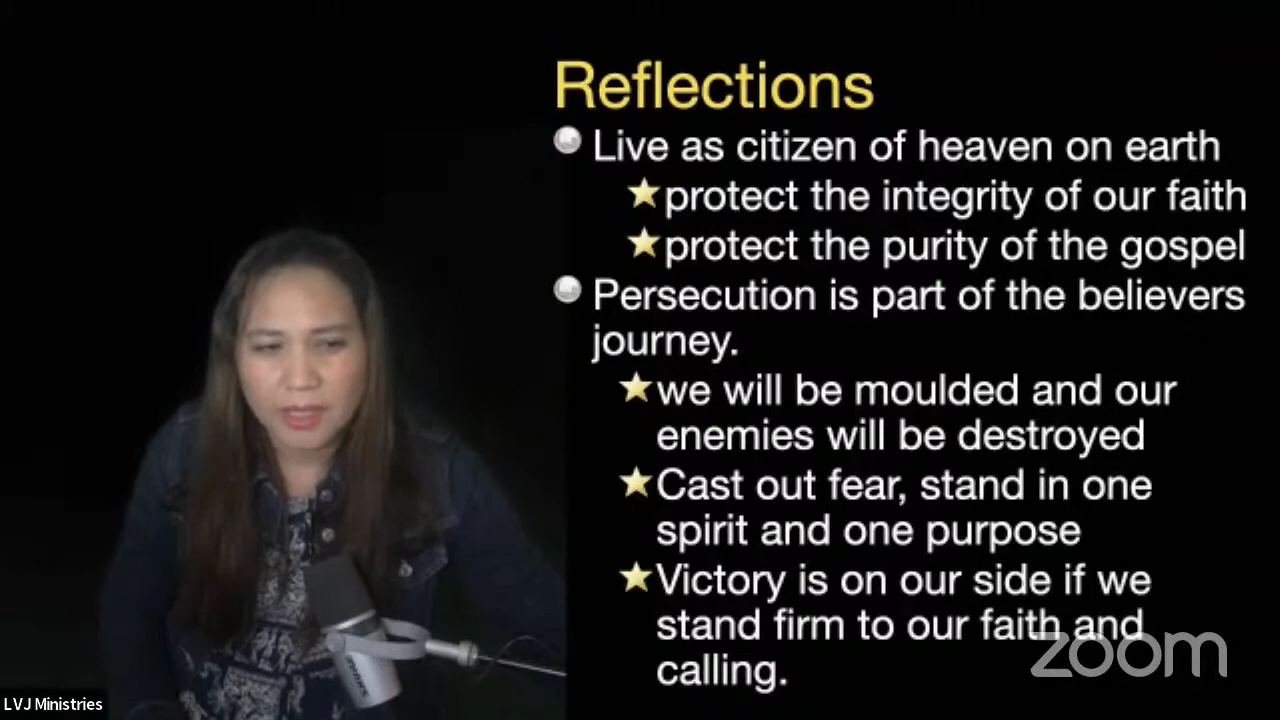 Reflections
Live as citizen of heaven on earth
protect the integrity of our faith
protect the purity of the gospel
Persecution is part of the believers
journey.
we will be moulded and our
enemies will be destroyed
Cast out fear, stand in one
spirit and one purpose
Victory is on our side if we
stand firm to our faith and
calling.
zoom
LVJ Ministries